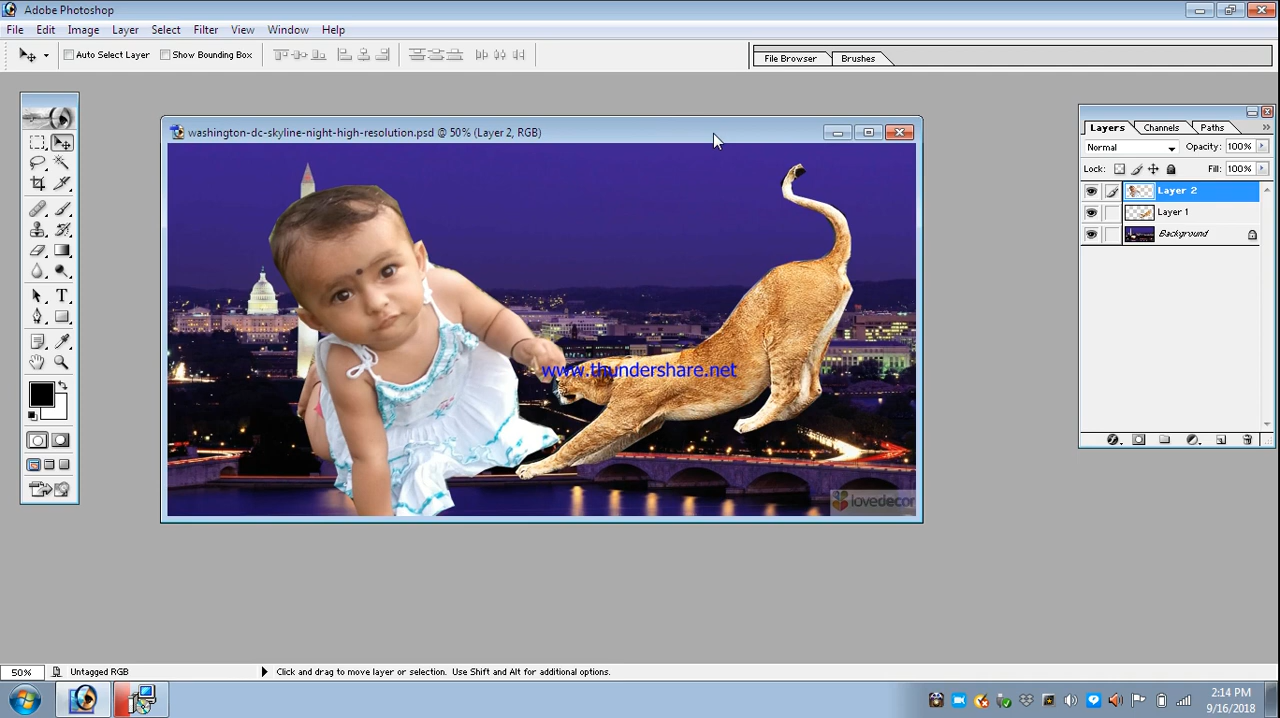 Adobe Photoshop
File Edit Image Layer Select Filter View Window Help
Auto Select Layer Show Bounding Box File Browser Brushes
washington-dc-skyline-night-high-resolution.psd @ 50% (Layer 2, RGB)
Layers Channels Paths
Normal Opacity: 100%
Lock: Fill: 100%
Layer 2
Layer 1
Background
T
www.thundershare.net
lovedecor
50% Untagged RGB Click and drag to move layer or selection. Use Shift and Alt for additional options.
2:14 PM
9/16/2018